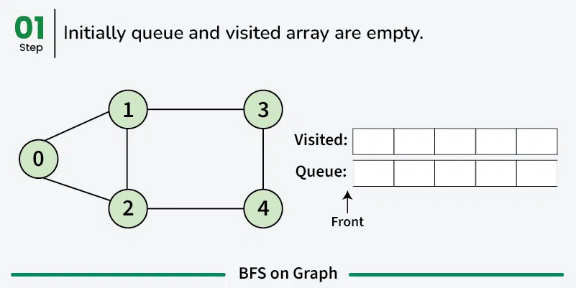 01
Step
Initially queue and visited array are empty.
1
3
0
2
4
Visited:
Queue:
Front
BFS on Graph